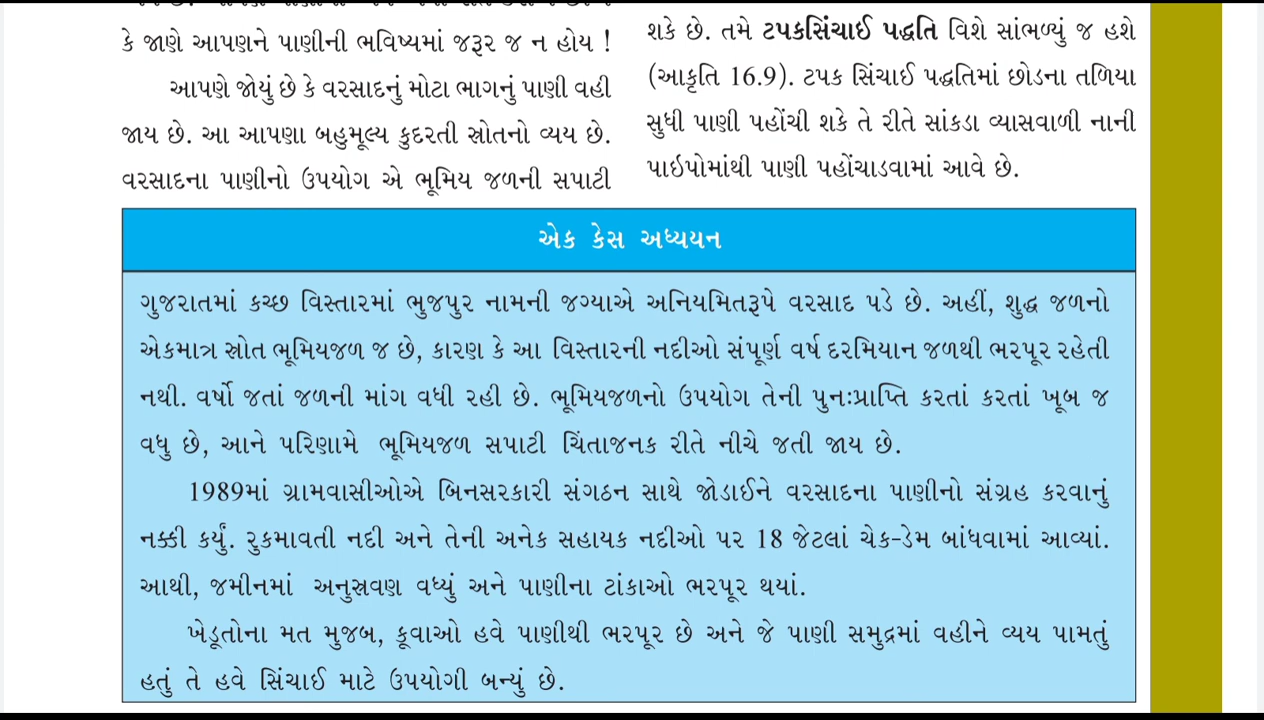 કે જાણે આપણને પાણીની ભવિષ્યમાં જરૂર જ ન હોય !
આપણે જોયું છે કે વરસાદનું મોટા ભાગનું પાણી વહી
જાય છે. આ આપણા બહુમૂલ્ય કુદરતી સ્રોતનો વ્યય છે.
વરસાદના પાણીનો ઉપયોગ એ ભૂમિય જળની સપાટી
શકે છે. તમે ટપકસિંચાઈ પદ્ધતિ વિશે સાંભળ્યું જ હશે
(આકૃતિ 16.9). ટપક સિંચાઈ પદ્ધતિમાં છોડના તળિયા
સુધી પાણી પહોંચી શકે તે રીતે સાંકડા વ્યાસવાળી નાની
પાઇપોમાંથી પાણી પહોંચાડવામાં આવે છે.
એક કેસ અધ્યયન
ગુજરાતમાં કચ્છ વિસ્તારમાં ભુજપુર નામની જગ્યાએ અનિયમિતરૂપે વરસાદ પડે છે. અહીં, શુદ્ધ જળનો
એકમાત્ર સ્રોત ભૂમિયજળ જ છે, કારણ કે આ વિસ્તારની નદીઓ સંપૂર્ણ વર્ષ દરમિયાન જળથી ભરપૂર રહેતી
નથી. વર્ષો જતાં જળની માંગ વધી રહી છે. ભૂમિયજળનો ઉપયોગ તેની પુનઃપ્રાપ્તિ કરતાં કરતાં ખૂબ જ
વધુ છે, આને પરિણામે ભૂમિયજળ સપાટી ચિંતાજનક રીતે નીચે જતી જાય છે.
1989માં ગ્રામવાસીઓએ બિનસરકારી સંગઠન સાથે જોડાઈને વરસાદના પાણીનો સંગ્રહ કરવાનું
નક્કી કર્યું. રુકમાવતી નદી અને તેની અનેક સહાયક નદીઓ પર 18 જેટલાં ચેક-ડેમ બાંધવામાં આવ્યાં.
આથી, જમીનમાં અનુસ્રવણ વધ્યું અને પાણીના ટાંકાઓ ભરપૂર થયાં.
ખેડૂતોના મત મુજબ, કૂવાઓ હવે પાણીથી ભરપૂર છે અને જે પાણી સમુદ્રમાં વહીને વ્યય પામતું
હતું તે હવે સિંચાઈ માટે ઉપયોગી બન્યું છે.